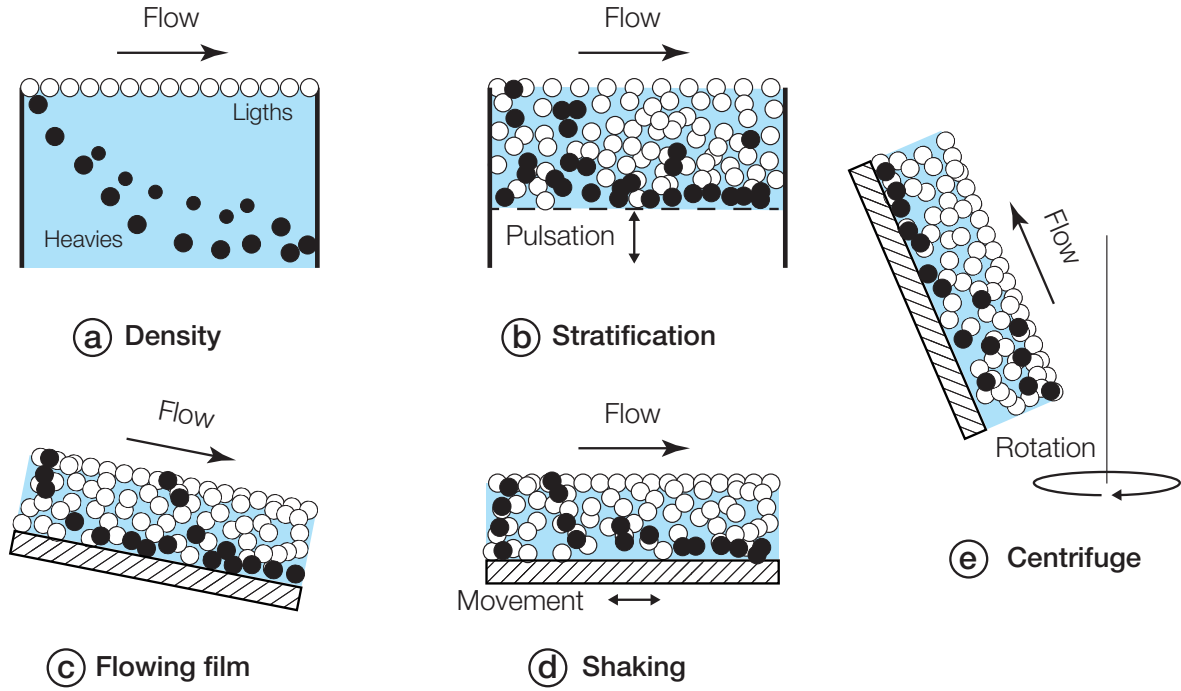 Flow
Ligths
Heavies
a Density
Flow
Pulsation
b Stratification
Flow
c Flowing film
Flow
Movement
d Shaking
Flow
Rotation
e Centrifuge